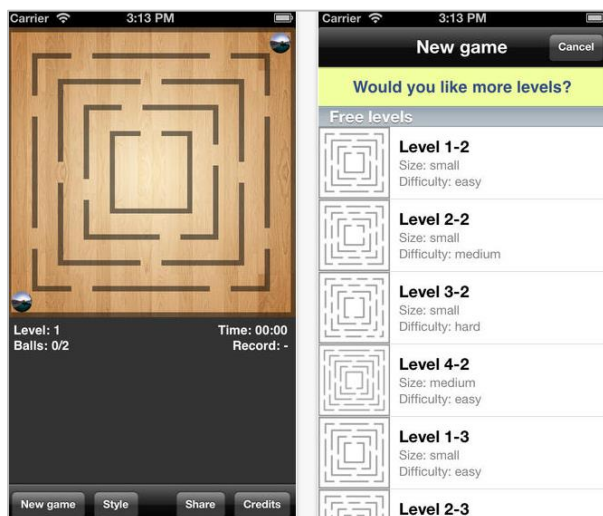 Carrier 3:13 PM
Level: 1 Time: 00:00
Balls: 0/2 Record: -
New game Style Share Credits
Carrier 3:13 PM
New game Cancel
Would you like more levels?
Free levels
Level 1-2
Size: small
Difficulty: easy
Level 2-2
Size: small
Difficulty: medium
Level 3-2
Size: small
Difficulty: hard
Level 4-2
Size: medium
Difficulty: easy
Level 1-3
Size: small
Difficulty: easy
Level 2-3